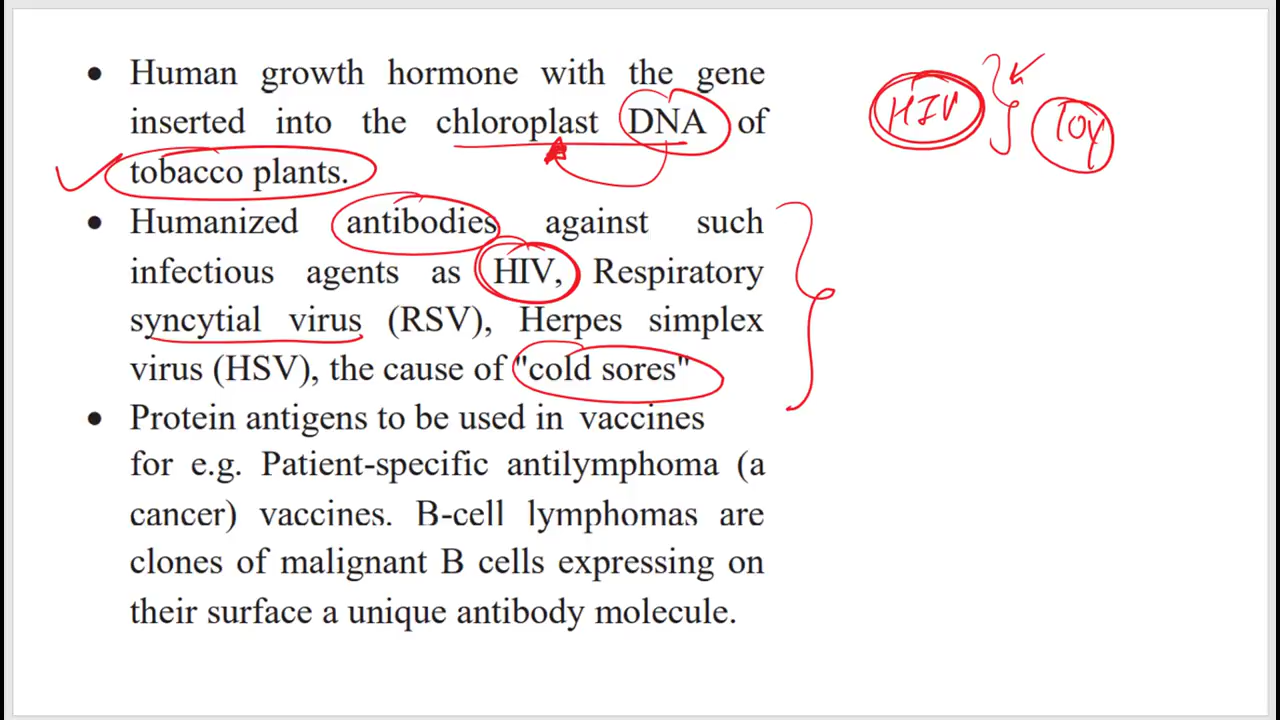 • Human growth hormone with the gene
inserted into the chloroplast DNA of
tobacco plants.
• Humanized antibodies against such
infectious agents as HIV, Respiratory
syncytial virus (RSV), Herpes simplex
virus (HSV), the cause of "cold sores"
• Protein antigens to be used in vaccines
for e.g. Patient-specific antilymphoma (a
cancer) vaccines. B-cell lymphomas are
clones of malignant B cells expressing on
their surface a unique antibody molecule.
HIV